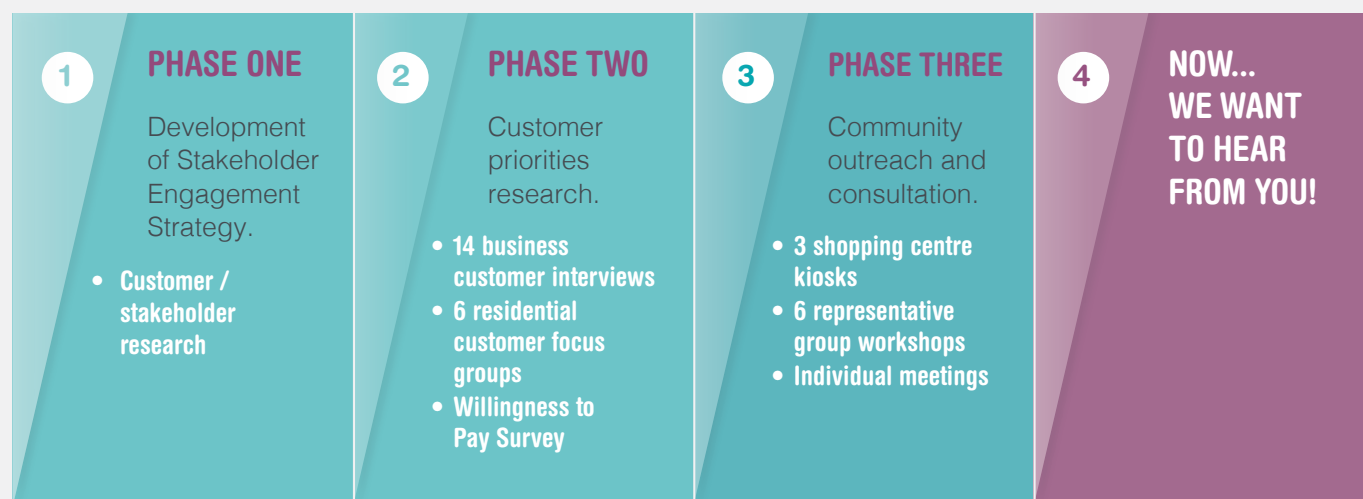 1
PHASE ONE
Development
of Stakeholder
Engagement
Strategy.
• Customer /
stakeholder
research
2
PHASE TWO
Customer
priorities
research.
• 14 business
customer interviews
• 6 residential
customer focus
groups
• Willingness to
Pay Survey
3
PHASE THREE
Community
outreach and
consultation.
• 3 shopping centre
kiosks
• 6 representative
group workshops
• Individual meetings
4
NOW...
WE WANT
TO HEAR
FROM YOU!